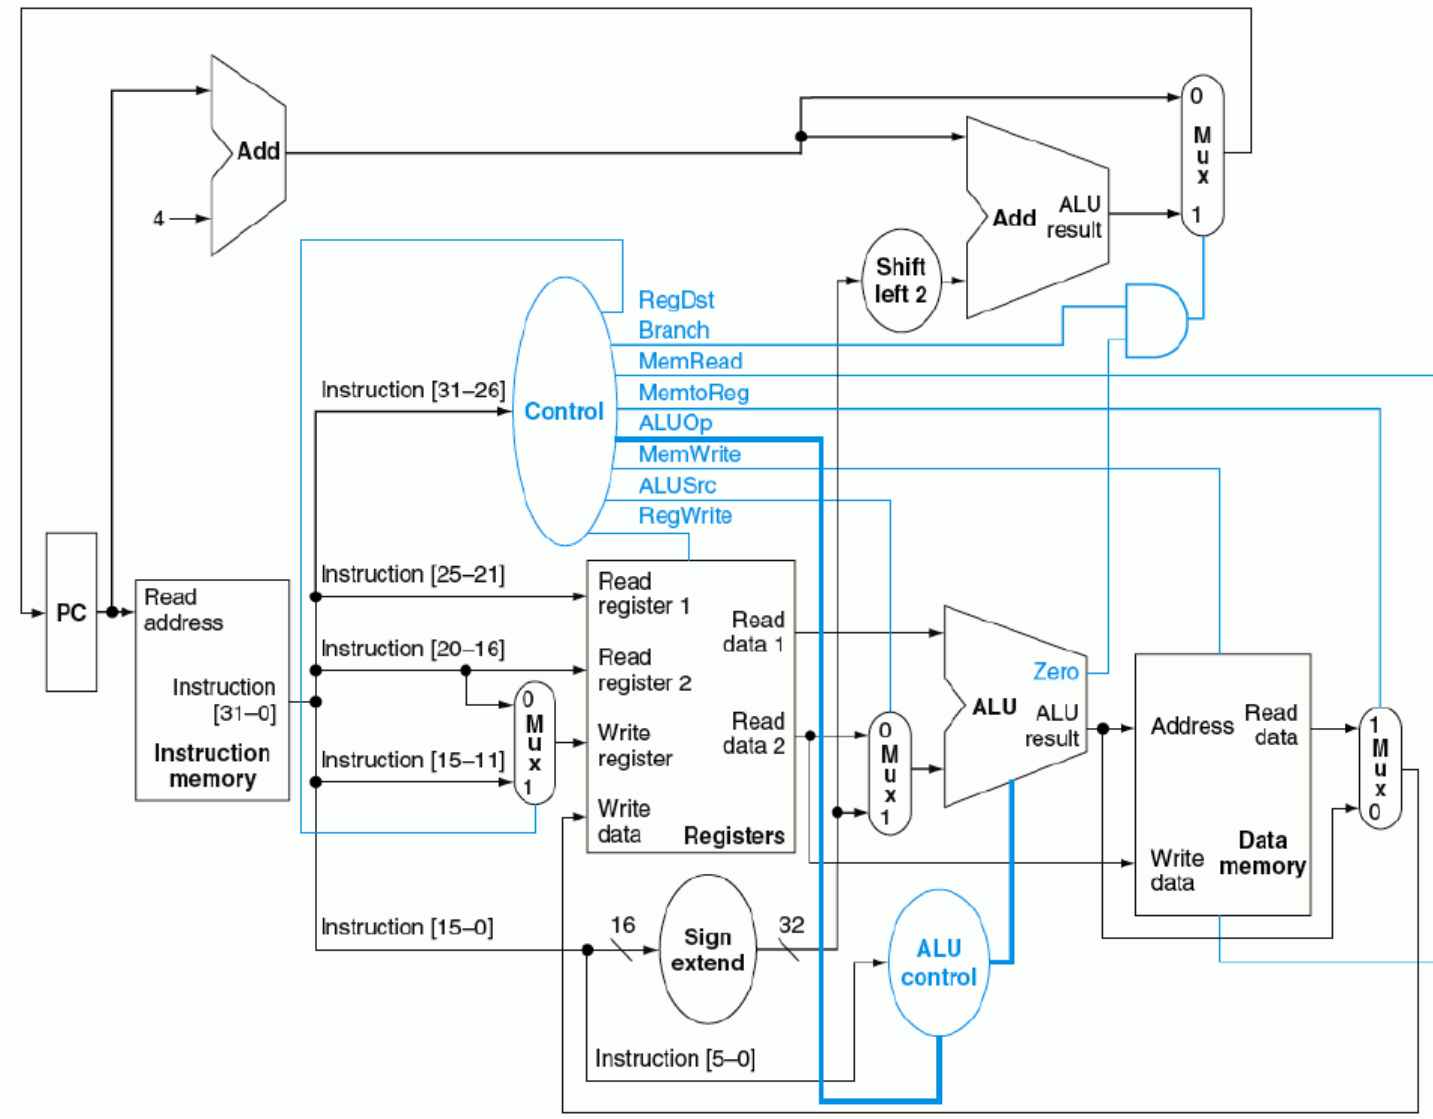 0
M
u
x
1
Add
4
Add
ALU
result
Shift
left 2
RegDst
Branch
MemRead
MemtoReg
ALUOp
MemWrite
ALUSrc
RegWrite
Instruction [31–26]
Control
PC
Read
address
Instruction
[31–0]
Instruction
memory
Instruction [25–21]
Instruction [20–16]
Instruction [15–11]
0
M
u
x
1
Read
register 1
Read
register 2
Write
register
Write
data
Read
data 1
Read
data 2
Registers
0
M
u
x
1
Zero
ALU
ALU
result
Address
Read
data
Write
data
Data
memory
1
M
u
x
0
Instruction [15–0]
16
Sign
extend
32
ALU
control
Instruction [5–0]